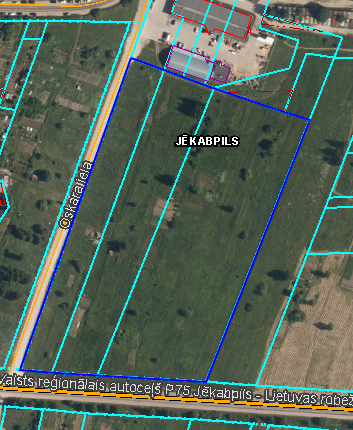 JĒKABPILS
Oskara iela
Valsts reģionālais autoceļš P75 Jēkabpils - Lietuvas robež